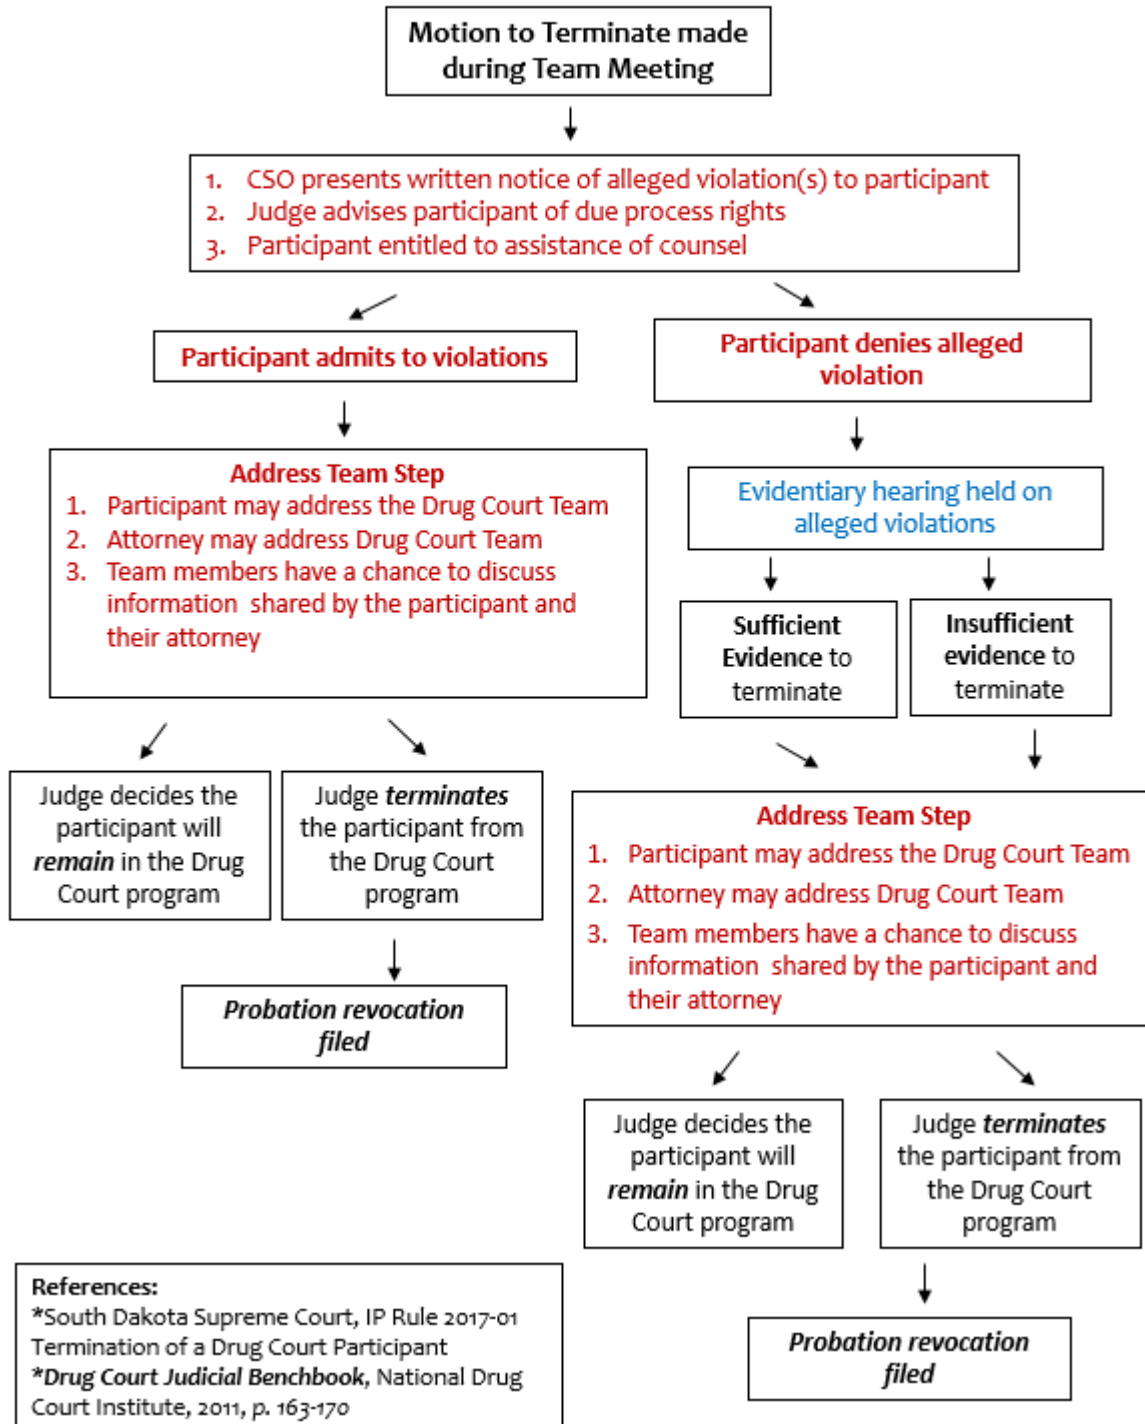 Motion to Terminate made
during Team Meeting
1. CSO presents written notice of alleged violation(s) to participant
2. Judge advises participant of due process rights
3. Participant entitled to assistance of counsel
Participant admits to violations
Participant denies alleged
violation
Address Team Step
1. Participant may address the Drug Court Team
2. Attorney may address Drug Court Team
3. Team members have a chance to discuss
information shared by the participant and
their attorney
Evidentiary hearing held on
alleged violations
Sufficient
Evidence to
terminate
Insufficient
evidence to
terminate
Judge decides the
participant will
remain in the Drug
Court program
Judge terminates
the participant from
the Drug Court
program
Probation revocation
filed
Address Team Step
1. Participant may address the Drug Court Team
2. Attorney may address Drug Court Team
3. Team members have a chance to discuss
information shared by the participant and
their attorney
Judge decides the
participant will
remain in the Drug
Court program
Judge terminates
the participant from
the Drug Court
program
Probation revocation
filed
References:
*South Dakota Supreme Court, IP Rule 2017-01
Termination of a Drug Court Participant
*Drug Court Judicial Benchbook, National Drug
Court Institute, 2011, p. 163-170